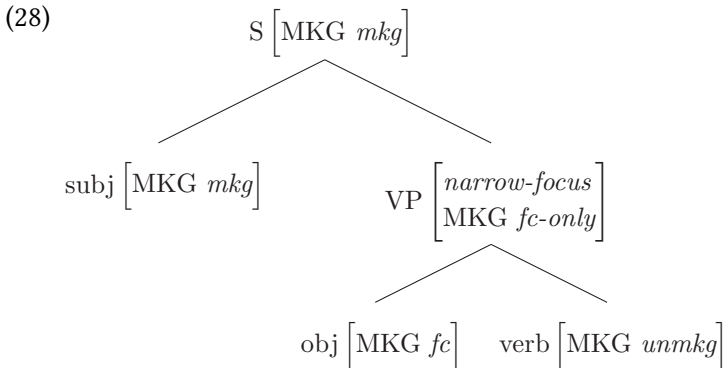 (28)
S [MKG mkg]
subj [MKG mkg]
VP [narrow-focus
MKG fc-only]
obj [MKG fc] verb [MKG unmkg]